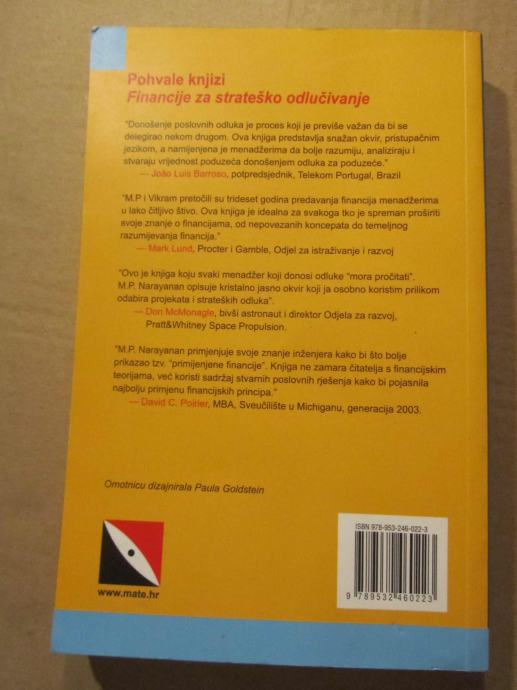 Pohvale knjizi
Financije za strateško odlučivanje
"Donošenje poslovnih odluka je proces koji je previše važan da bi se
delegirao nekom drugom. Ova knjiga predstavlja snažan okvir, pristupačnim
jezikom, a namijenjena je menadžerima da bolje razumiju, analiziraju i
stvaraju vrijednost poduzeća donošenjem odluka za poduzeće."
— João Luis Barroso, potpredsjednik, Telekom Portugal, Brazil
"M.P i Vikram pretočili su trideset godina predavanja financija menadžerima
u lako čitljivo štivo. Ova knjiga je idealna za svakoga tko je spreman proširiti
svoje znanje o financijama, od nepovezanih koncepata do temeljnog
razumijevanja financija."
— Mark Lund, Procter i Gamble, Odjel za istraživanje i razvoj
"Ovo je knjiga koju svaki menadžer koji donosi odluke "mora pročitati".
M.P. Narayanan opisuje kristalno jasno okvir koji ja osobno koristim prilikom
odabira projekata i strateških odluka".
— Don McMonagle, bivši astronaut i direktor Odjela za razvoj,
Pratt&Whitney Space Propulsion.
"M.P. Narayanan primjenjuje svoje znanje inženjera kako bi što bolje
prikazao tzv. "primijenjene financije". Knjiga ne zamara čitatelja s financijskim
teorijama, već koristi sadržaj stvarnih poslovnih rješenja kako bi pojasnila
najbolju primjenu financijskih principa."
— David C. Poirier, MBA, Sveučilište u Michiganu, generacija 2003.
Omotnicu dizajnirala Paula Goldstein
www.mate.hr
ISBN 978-953-246-022-3
9 789532 460223